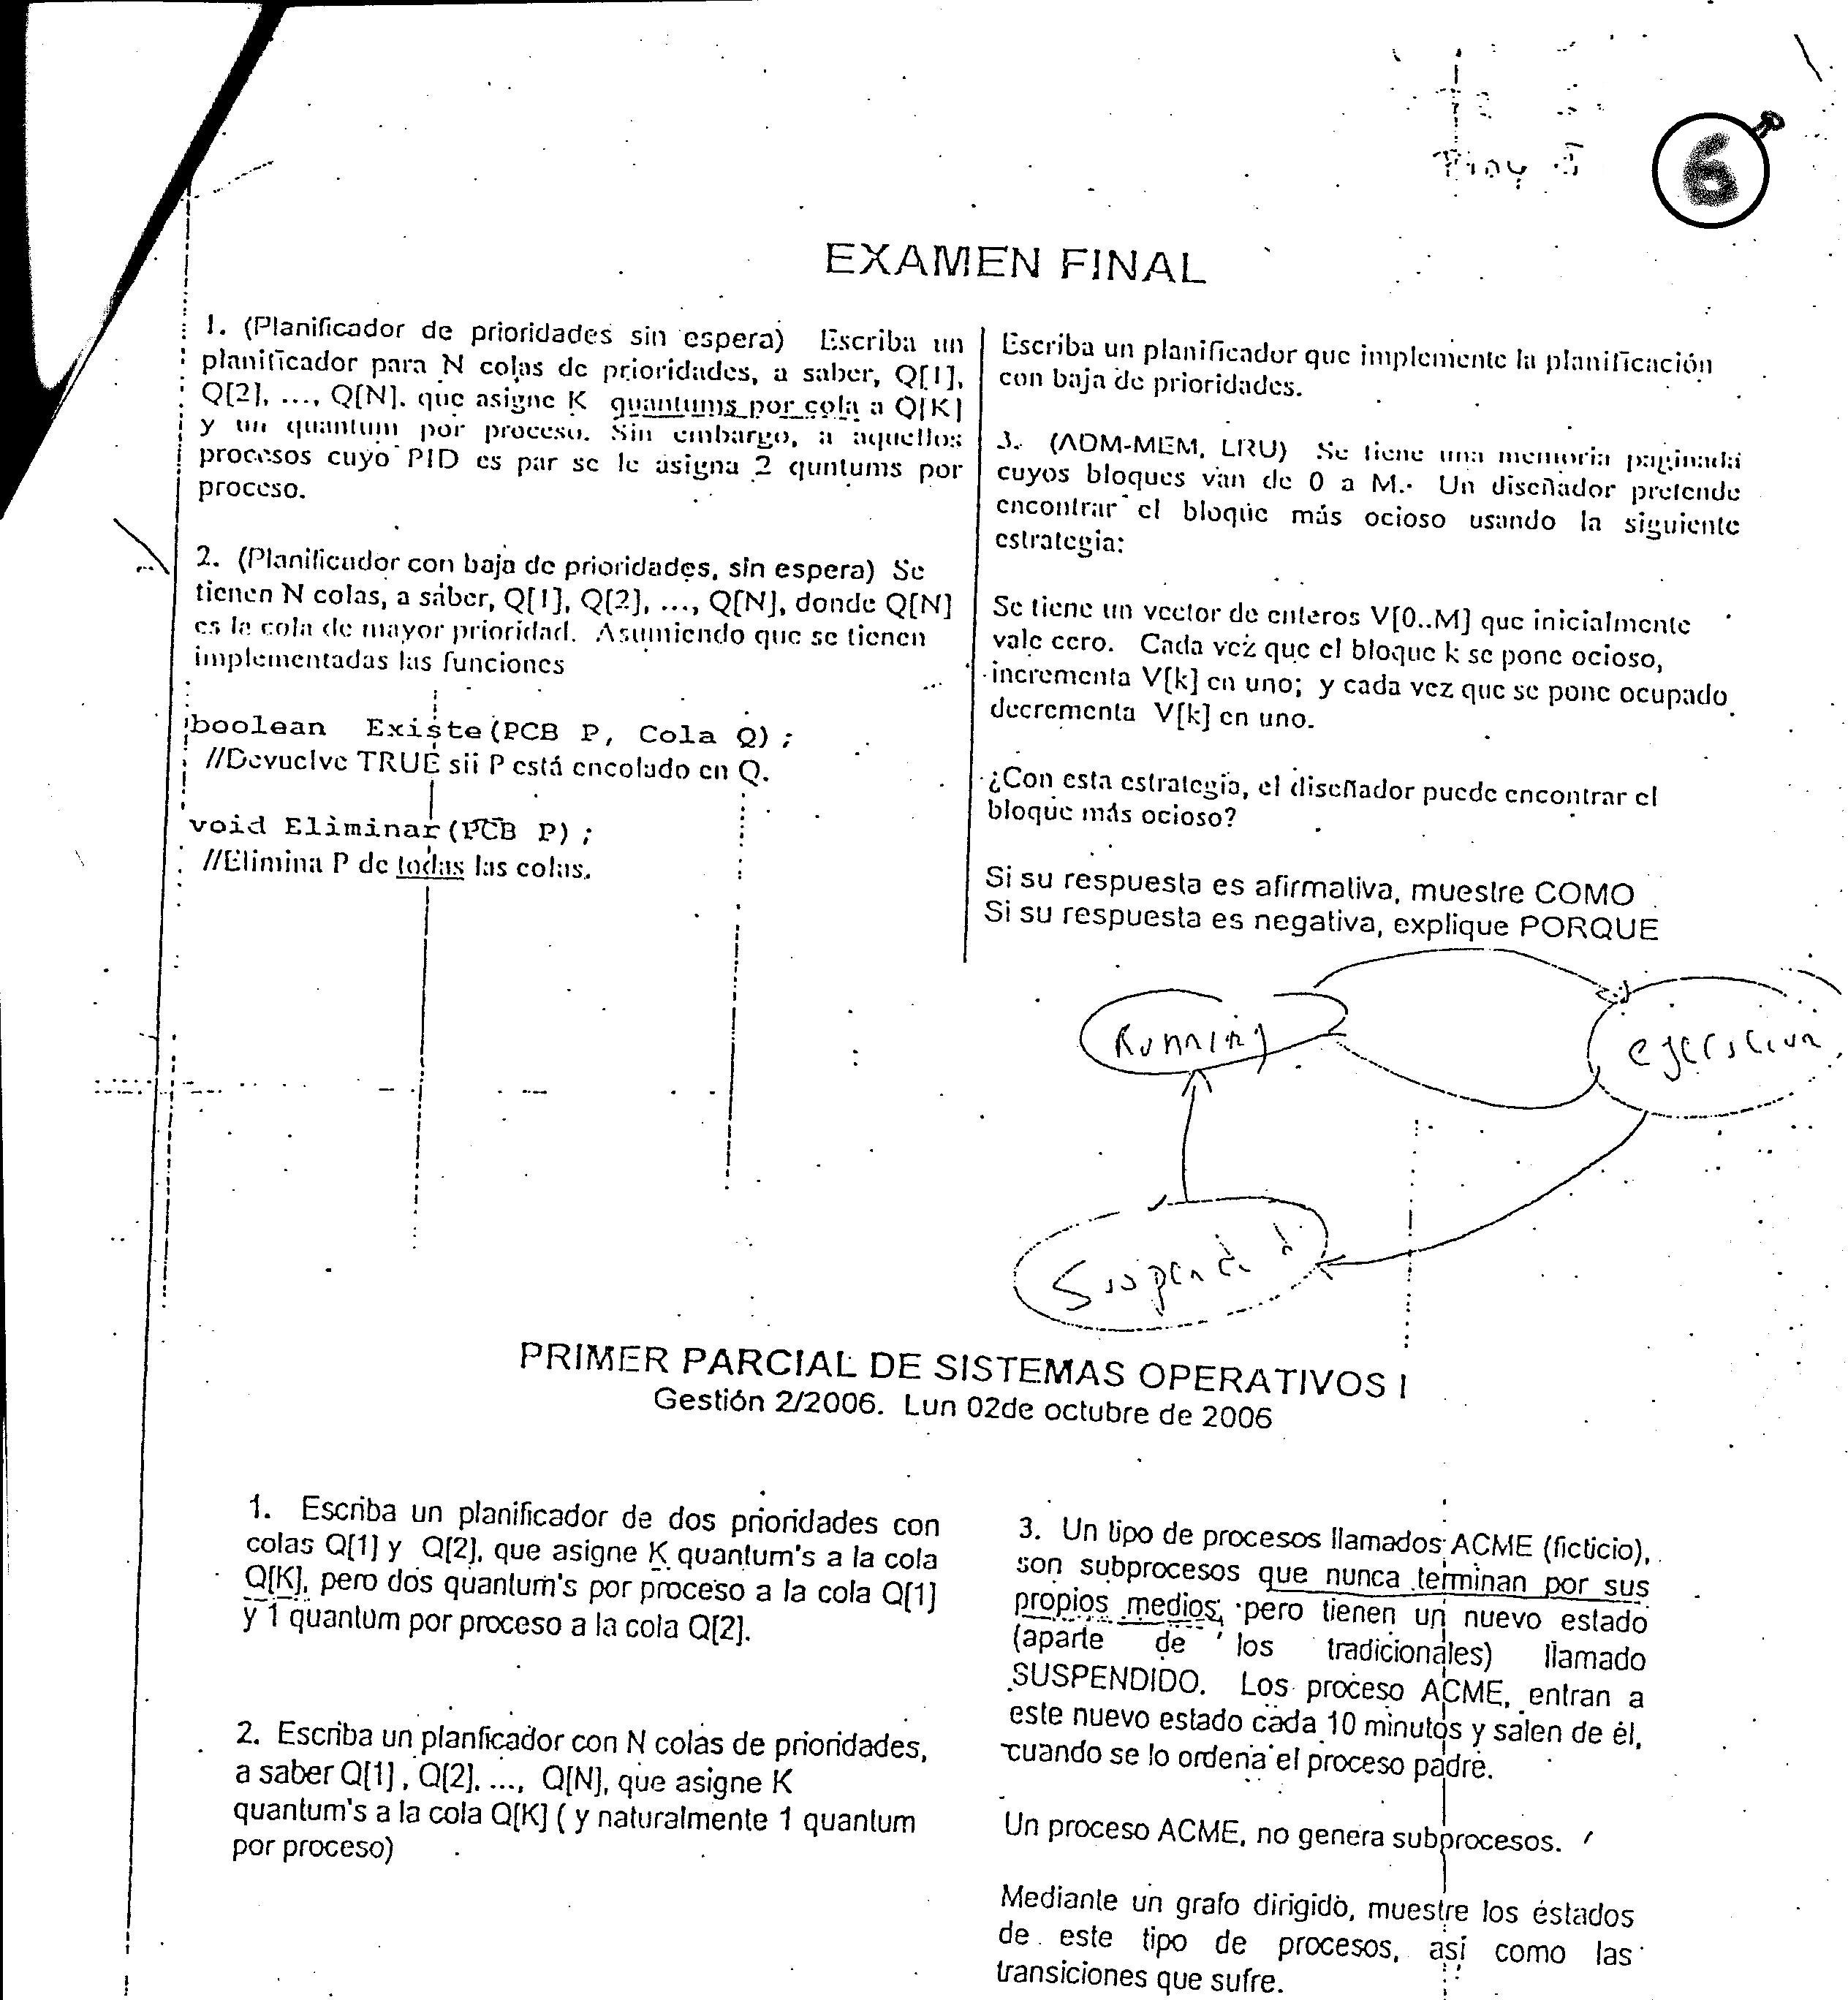 6
EXAMEN FINAL
1. (Planificador de prioridades sin espera) Escriba un
planificador para N colas de prioridades, a saber, Q[1],
Q[2], ..., Q[N]. que asigne K quantums por cola a Q[K]
y un quantum por proceso. Sin embargo, a aquellos
procesos cuyo PID es par se le asigna 2 quntums por
proceso.
2. (Planificador con baja de prioridades, sin espera) Se
tienen N colas, a saber, Q[1], Q[2], ..., Q[N], donde Q[N]
es la cola de mayor prioridad. Asumiendo que se tienen
implementadas las funciones
boolean Existe(PCB P, Cola Q);
//Devuelve TRUE sii P está encolado en Q.
void Eliminar(PCB P);
//Elimina P de todas las colas.
Escriba un planificador que implemente la planificación
con baja de prioridades.
3. (ADM-MEM, LRU) Se tiene una memoria paginada
cuyos bloques van de 0 a M. Un diseñador pretende
encontrar el bloque más ocioso usando la siguiente
estrategia:
Se tiene un vector de enteros V[0..M] que inicialmente
vale cero. Cada vez que el bloque k se pone ocioso,
incrementa V[k] en uno; y cada vez que se pone ocupado
decrementa V[k] en uno.
¿Con esta estrategia, el diseñador puede encontrar el
bloque más ocioso?
Si su respuesta es afirmativa, muestre COMO
Si su respuesta es negativa, explique PORQUE
Running
ejecucion
PRIMER PARCIAL DE SISTEMAS OPERATIVOS I
Gestión 2/2006. Lun 02de octubre de 2006
1. Escriba un planificador de dos prioridades con
colas Q[1] y Q[2], que asigne K quantum's a la cola
Q[K], pero dos quantum's por proceso a la cola Q[1]
y 1 quantum por proceso a la cola Q[2].
2. Escriba un planficador con N colas de prioridades,
a saber Q[1] , Q[2], ..., Q[N], que asigne K
quantum's a la cola Q[K] ( y naturalmente 1 quantum
por proceso)
3. Un tipo de procesos llamados ACME (ficticio),
son subprocesos que nunca terminan por sus
propios medios, pero tienen un nuevo estado
(aparte de los tradicionales) llamado
SUSPENDIDO. Los proceso ACME, entran a
este nuevo estado cada 10 minutos y salen de él,
cuando se lo ordena el proceso padre.
Un proceso ACME, no genera subprocesos.
Mediante un grafo dirigido, muestre los estados
de este tipo de procesos, así como las
transiciones que sufre.